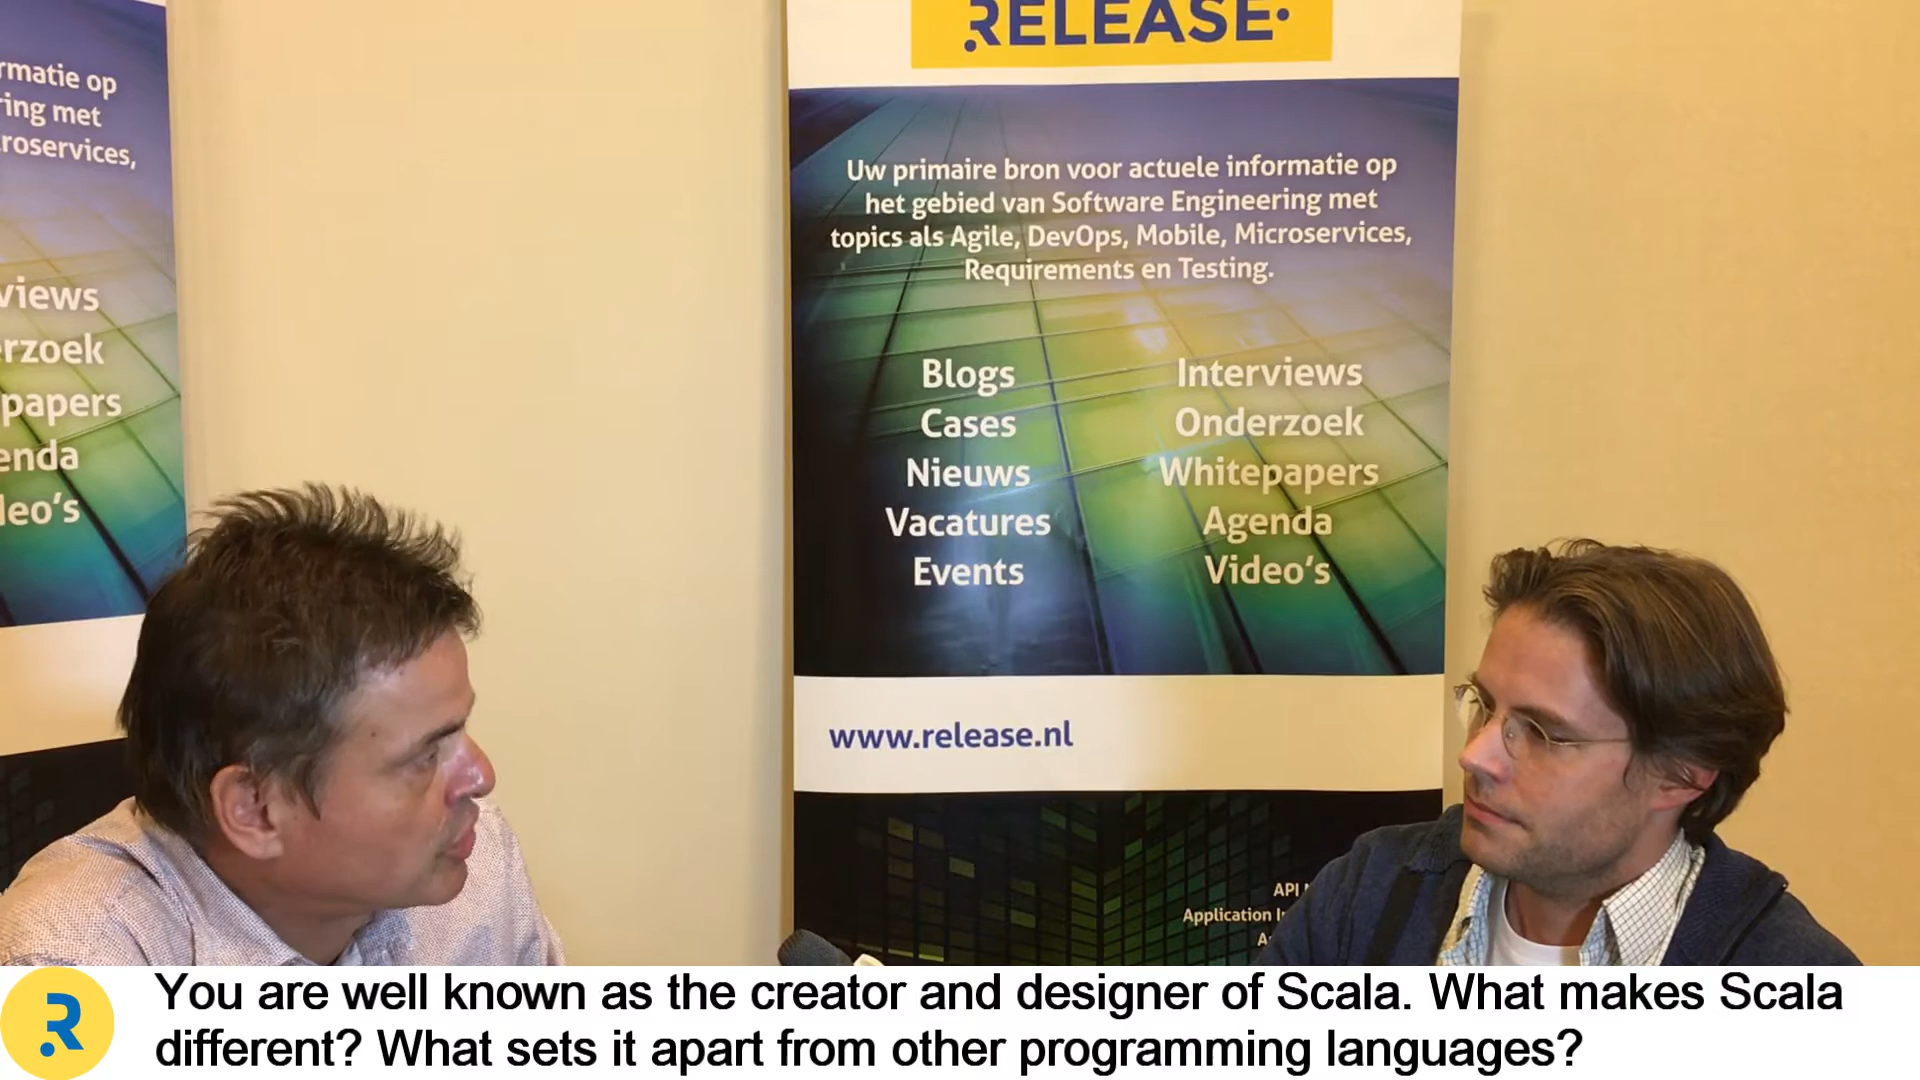 RELEASE
rmatie op
ring met
roservices,
views
erzoek
papers
enda
deo's
Uw primaire bron voor actuele informatie op
het gebied van Software Engineering met
topics als Agile, DevOps, Mobile, Microservices,
Requirements en Testing.
Blogs Interviews
Cases Onderzoek
Nieuws Whitepapers
Vacatures Agenda
Events Video's
www.release.nl
API
Application
You are well known as the creator and designer of Scala. What makes Scala
different? What sets it apart from other programming languages?